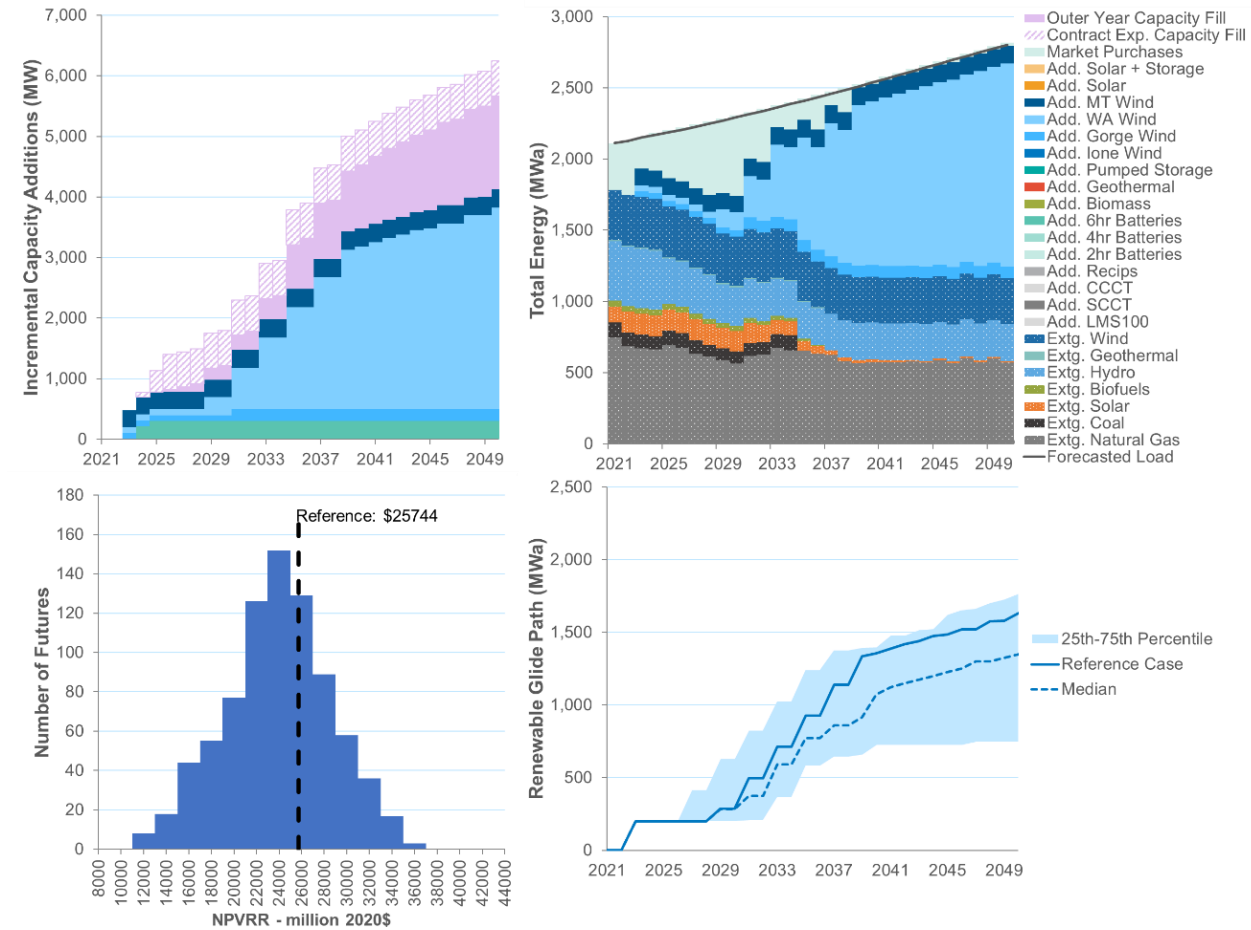 Incremental Capacity Additions (MW)
7,000
6,000
5,000
4,000
3,000
2,000
1,000
0
2021 2025 2029 2033 2037 2041 2045 2049
Total Energy (MWa)
3,000
2,500
2,000
1,500
1,000
500
0
2021 2025 2029 2033 2037 2041 2045 2049
Outer Year Capacity Fill
Contract Exp. Capacity Fill
Market Purchases
Add. Solar + Storage
Add. Solar
Add. MT Wind
Add. WA Wind
Add. Gorge Wind
Add. Ione Wind
Add. Pumped Storage
Add. Geothermal
Add. Biomass
Add. 6hr Batteries
Add. 4hr Batteries
Add. 2hr Batteries
Add. Recips
Add. CCCT
Add. SCCT
Add. LMS100
Extg. Wind
Extg. Geothermal
Extg. Hydro
Extg. Biofuels
Extg. Solar
Extg. Coal
Extg. Natural Gas
Forecasted Load
Number of Futures
180
160
140
120
100
80
60
40
20
0
Reference: $25744
8000 10000 12000 14000 16000 18000 20000 22000 24000 26000 28000 30000 32000 34000 36000 38000 40000 42000 44000
NPVRR - million 2020$
Renewable Glide Path (MWa)
2,500
2,000
1,500
1,000
500
0
2021 2025 2029 2033 2037 2041 2045 2049
25th-75th Percentile
Reference Case
Median